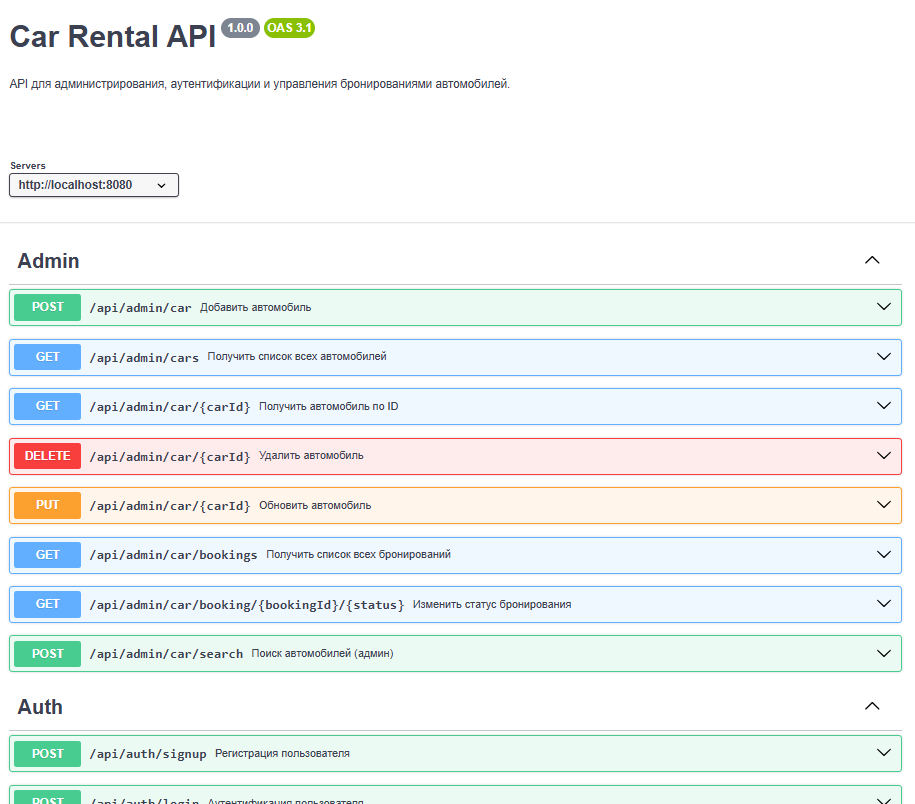 Car Rental API 1.0.0 OAS 3.1
API для администрирования, аутентификации и управления бронированиями автомобилей.
Servers
http://localhost:8080
Admin
POST /api/admin/car Добавить автомобиль
GET /api/admin/cars Получить список всех автомобилей
GET /api/admin/car/{carId} Получить автомобиль по ID
DELETE /api/admin/car/{carId} Удалить автомобиль
PUT /api/admin/car/{carId} Обновить автомобиль
GET /api/admin/car/bookings Получить список всех бронирований
GET /api/admin/car/booking/{bookingId}/{status} Изменить статус бронирования
POST /api/admin/car/search Поиск автомобилей (админ)
Auth
POST /api/auth/signup Регистрация пользователя
POST /api/auth/login Аутентификация пользователя